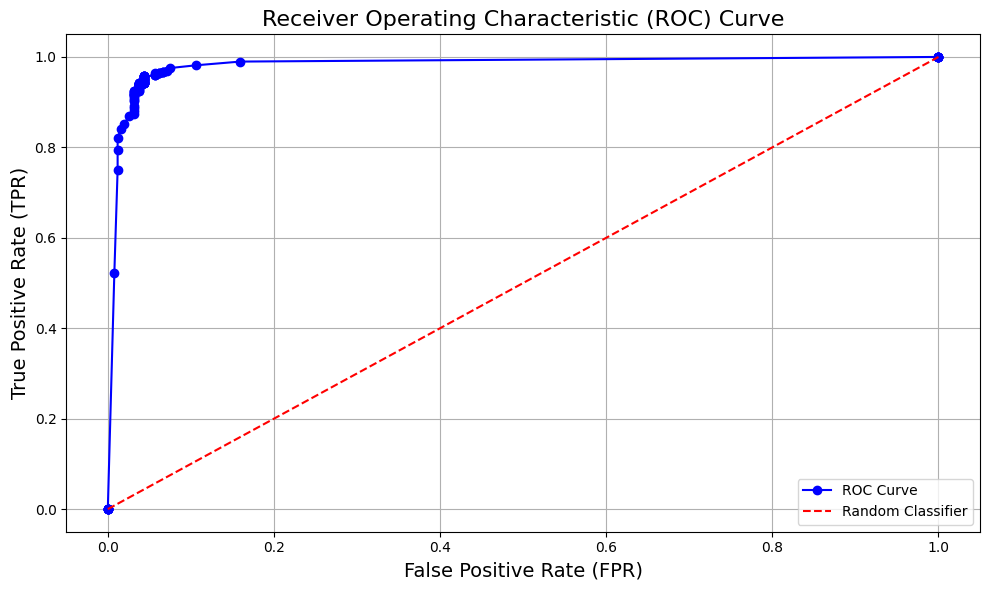 Receiver Operating Characteristic (ROC) Curve
True Positive Rate (TPR)
1.0
0.8
0.6
0.4
0.2
0.0
0.0 0.2 0.4 0.6 0.8 1.0
False Positive Rate (FPR)
ROC Curve
Random Classifier